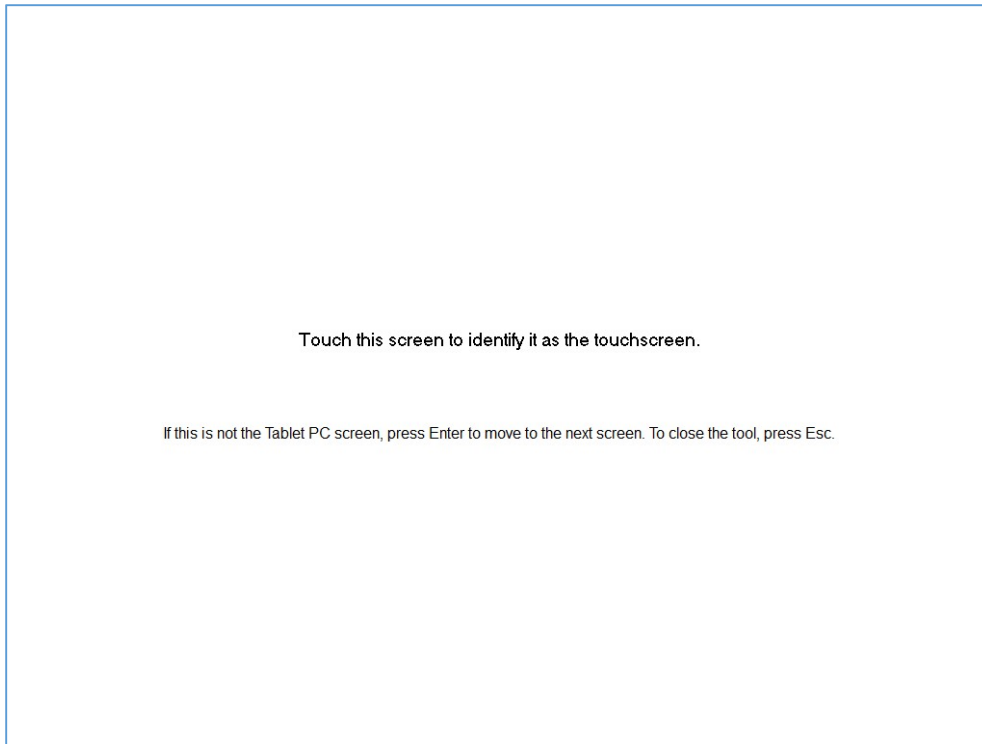 Touch this screen to identify it as the touchscreen.
If this is not the Tablet PC screen, press Enter to move to the next screen. To close the tool, press Esc.